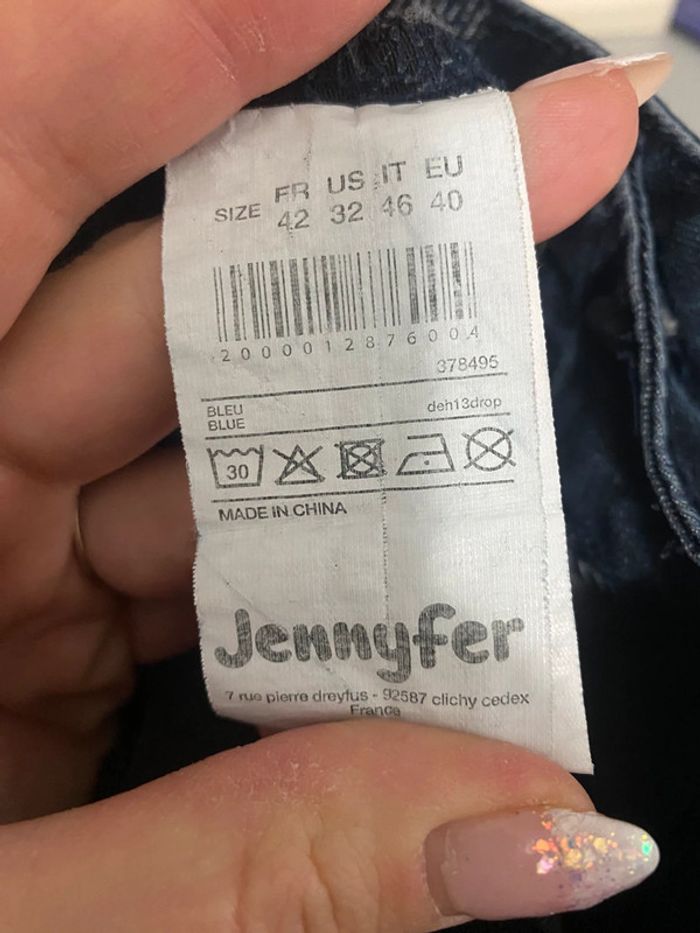 FR US IT EU
SIZE 42 32 46 40
2000012876004
378495
BLEU
BLUE
deh13drop
30
MADE IN CHINA
Jennyfer
7 rue pierre dreyfus - 92587 clichy cedex
France